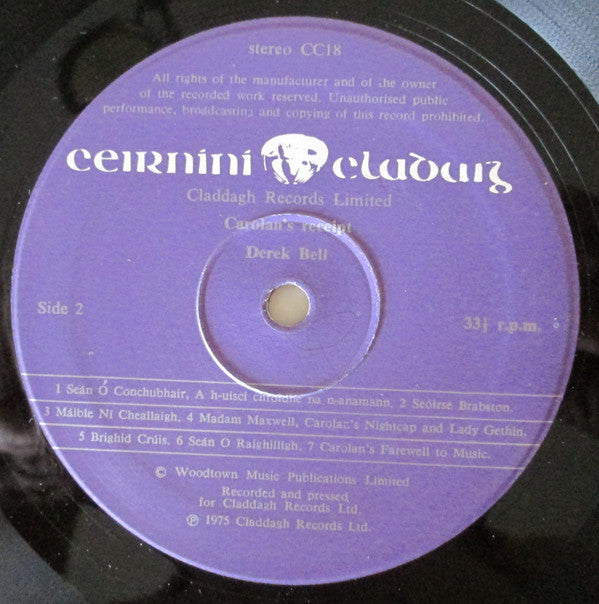 stereo CC18
All rights of the manufacturer and of the owner
of the recorded work reserved. Unauthorised public
performance, broadcasting and copying of this record prohibited.
ceirníní cladaig
Claddagh Records Limited
Carolan's receipt
Derek Bell
Side 2
33⅓ r.p.m.
1 Seán Ó Conchubhair, A h-uiscí chroídhe na n-anamann, 2 Seóirse Brabston.
3 Máible Ní Cheallaigh, 4 Madam Maxwell, Carolan's Nightcap and Lady Gethin,
5 Brighid Crúis, 6 Seán O Raighilligh, 7 Carolan's Farewell to Music.
© Woodtown Music Publications Limited
Recorded and pressed
for Claddagh Records Ltd.
℗ 1975 Claddagh Records Ltd.